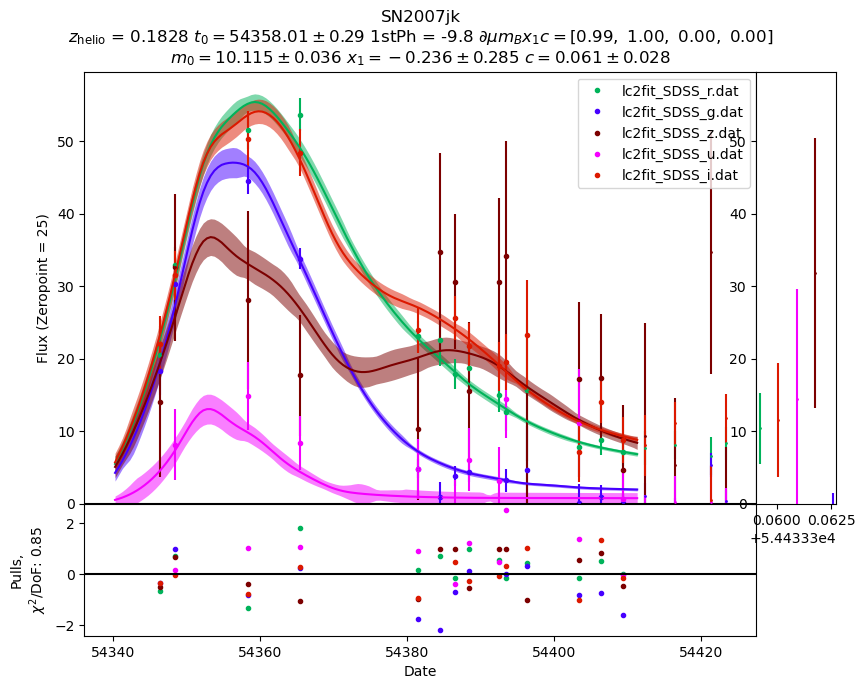 SN2007jk
z_helio = 0.1828 t₀ = 54358.01 ± 0.29 1stPh = -9.8 ∂μm_Bx₁c = [0.99, 1.00, 0.00, 0.00]
m₀ = 10.115 ± 0.036 x₁ = −0.236 ± 0.285 c = 0.061 ± 0.028
lc2fit_SDSS_r.dat
lc2fit_SDSS_g.dat
lc2fit_SDSS_z.dat
lc2fit_SDSS_u.dat
lc2fit_SDSS_i.dat
Flux (Zeropoint = 25)
50
40
30
20
10
0
50
40
30
20
10
0
0.0600 0.0625
+5.44333e4
Pulls,
χ²/DoF: 0.85
2
0
−2
54340 54360 54380 54400 54420
Date